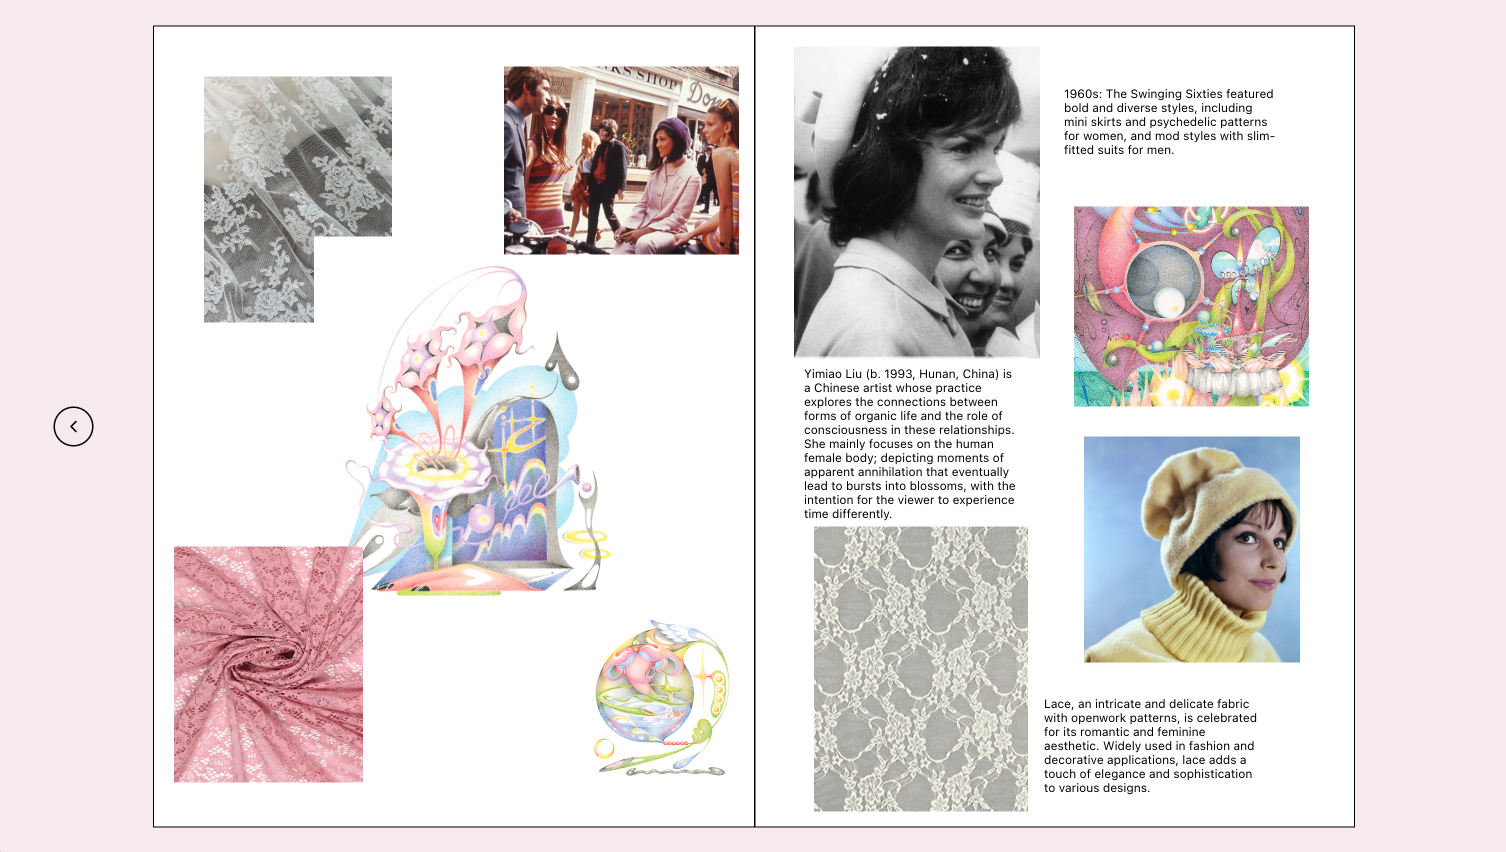 NKS SHOP
Don
1960s: The Swinging Sixties featured
bold and diverse styles, including
mini skirts and psychedelic patterns
for women, and mod styles with slim-
fitted suits for men.
Yimiao Liu (b. 1993, Hunan, China) is
a Chinese artist whose practice
explores the connections between
forms of organic life and the role of
consciousness in these relationships.
She mainly focuses on the human
female body; depicting moments of
apparent annihilation that eventually
lead to bursts into blossoms, with the
intention for the viewer to experience
time differently.
Lace, an intricate and delicate fabric
with openwork patterns, is celebrated
for its romantic and feminine
aesthetic. Widely used in fashion and
decorative applications, lace adds a
touch of elegance and sophistication
to various designs.